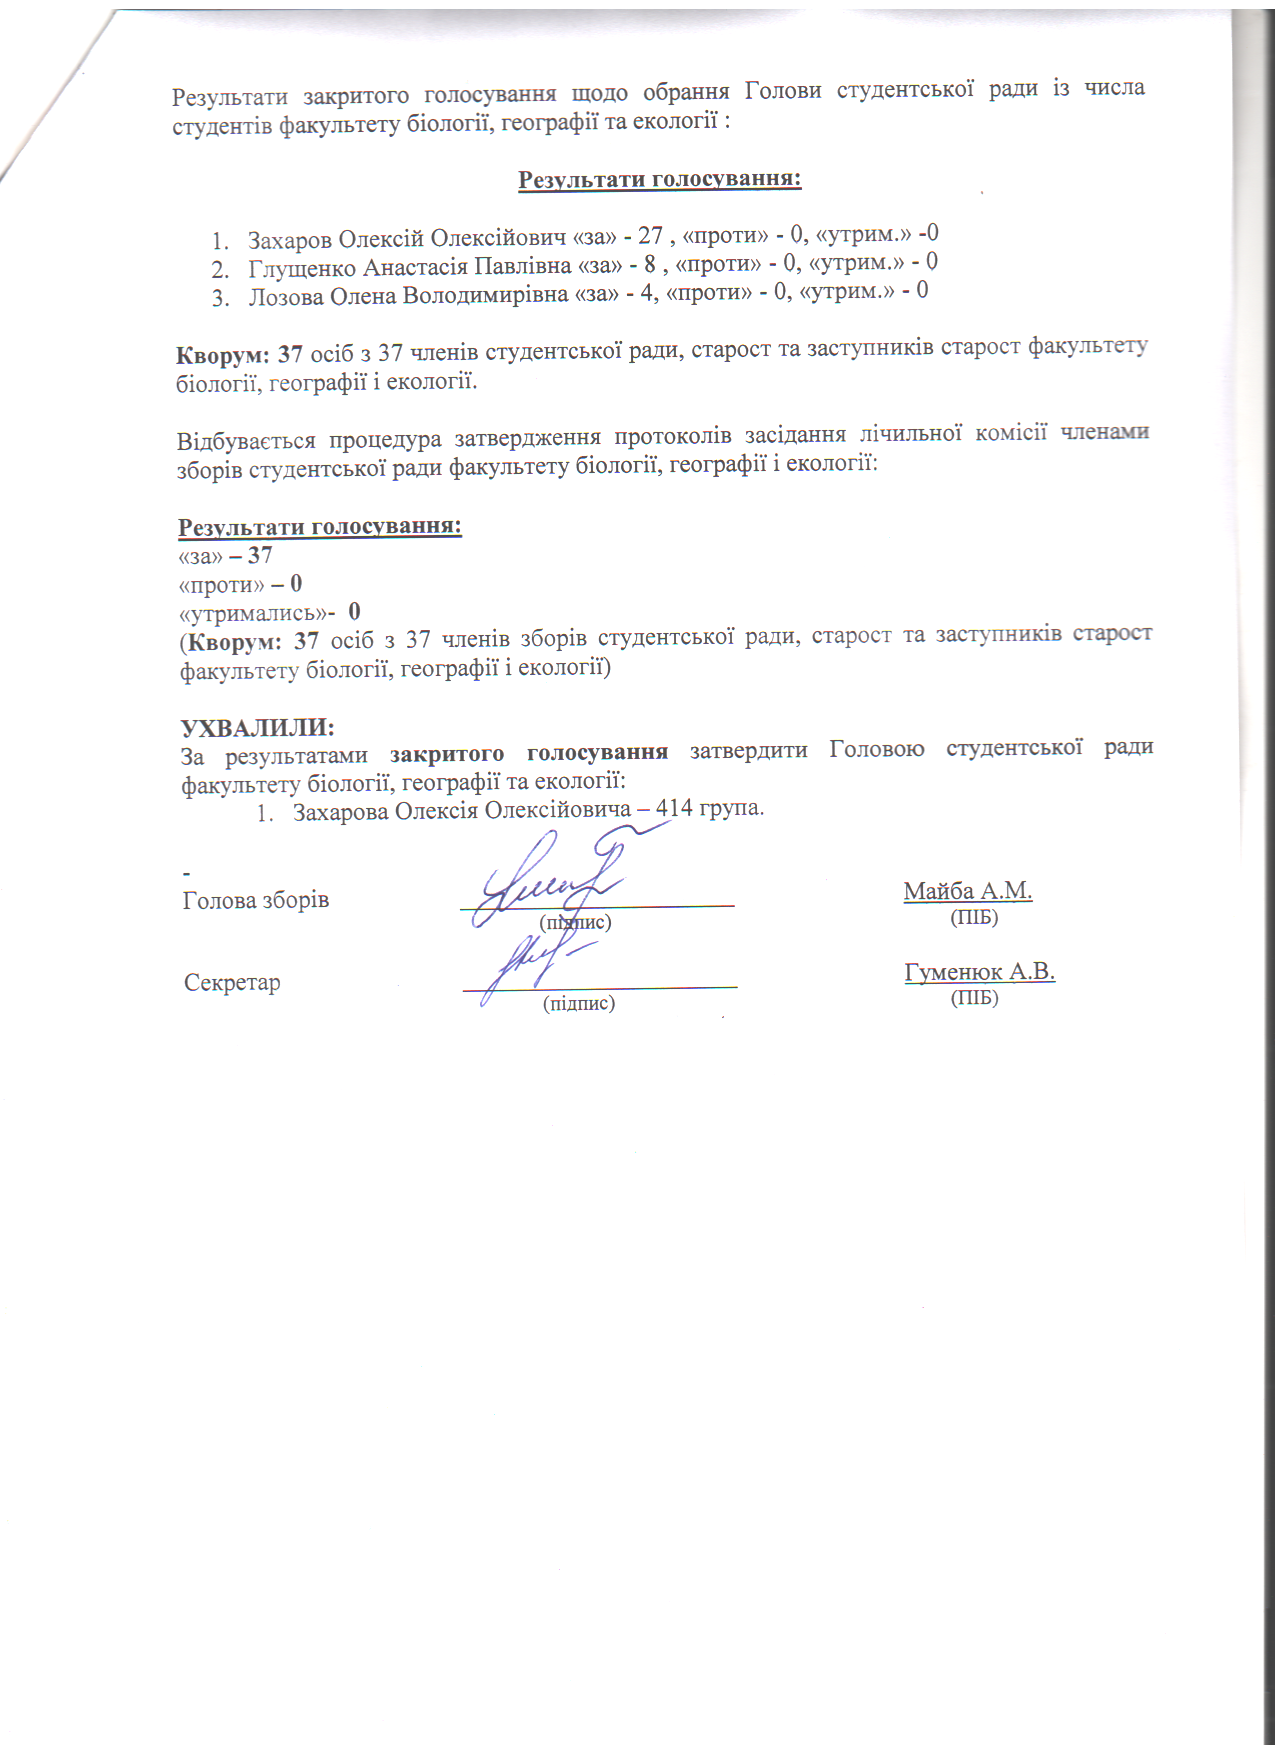 Результати закритого голосування щодо обрання Голови студентської ради із числа
студентів факультету біології, географії та екології :
Результати голосування:
1. Захаров Олексій Олексійович «за» - 27 , «проти» - 0, «утрим.» -0
2. Глущенко Анастасія Павлівна «за» - 8 , «проти» - 0, «утрим.» - 0
3. Лозова Олена Володимирівна «за» - 4, «проти» - 0, «утрим.» - 0
Кворум: 37 осіб з 37 членів студентської ради, старост та заступників старост факультету
біології, географії і екології.
Відбувається процедура затвердження протоколів засідання лічильної комісії членами
зборів студентської ради факультету біології, географії і екології:
Результати голосування:
«за» – 37
«проти» – 0
«утримались»- 0
(Кворум: 37 осіб з 37 членів зборів студентської ради, старост та заступників старост
факультету біології, географії і екології)
УХВАЛИЛИ:
За результатами закритого голосування затвердити Головою студентської ради
факультету біології, географії та екології:
1. Захарова Олексія Олексійовича – 414 група.
-
Голова зборів Майба А.М.
(підпис) (ПІБ)
Секретар Гуменюк А.В.
(підпис) (ПІБ)